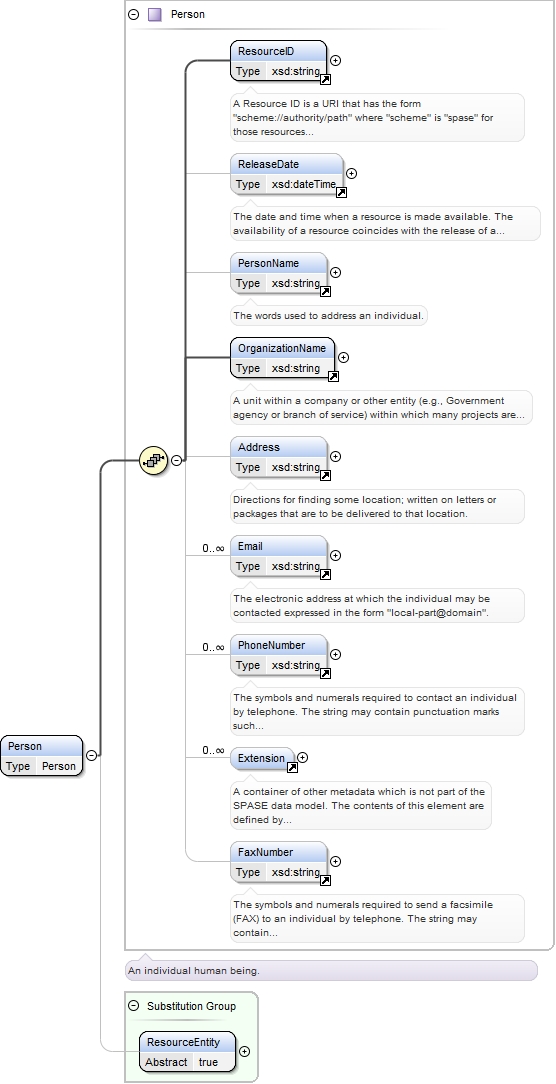 Person
ResourceID
Type xsd:string
A Resource ID is a URI that has the form
"scheme://authority/path" where "scheme" is "spase" for
those resources...
ReleaseDate
Type xsd:dateTime
The date and time when a resource is made available. The
availability of a resource coincides with the release of a...
PersonName
Type xsd:string
The words used to address an individual.
OrganizationName
Type xsd:string
A unit within a company or other entity (e.g., Government
agency or branch of service) within which many projects are...
Address
Type xsd:string
Directions for finding some location; written on letters or
packages that are to be delivered to that location.
0..∞ Email
Type xsd:string
The electronic address at which the individual may be
contacted expressed in the form "local-part@domain".
0..∞ PhoneNumber
Type xsd:string
The symbols and numerals required to contact an individual
by telephone. The string may contain punctuation marks
such...
Person
Type Person
0..∞ Extension
A container of other metadata which is not part of the
SPASE data model. The contents of this element are
defined by...
FaxNumber
Type xsd:string
The symbols and numerals required to send a facsimile
(FAX) to an individual by telephone. The string may
contain...
An individual human being.
Substitution Group
ResourceEntity
Abstract true